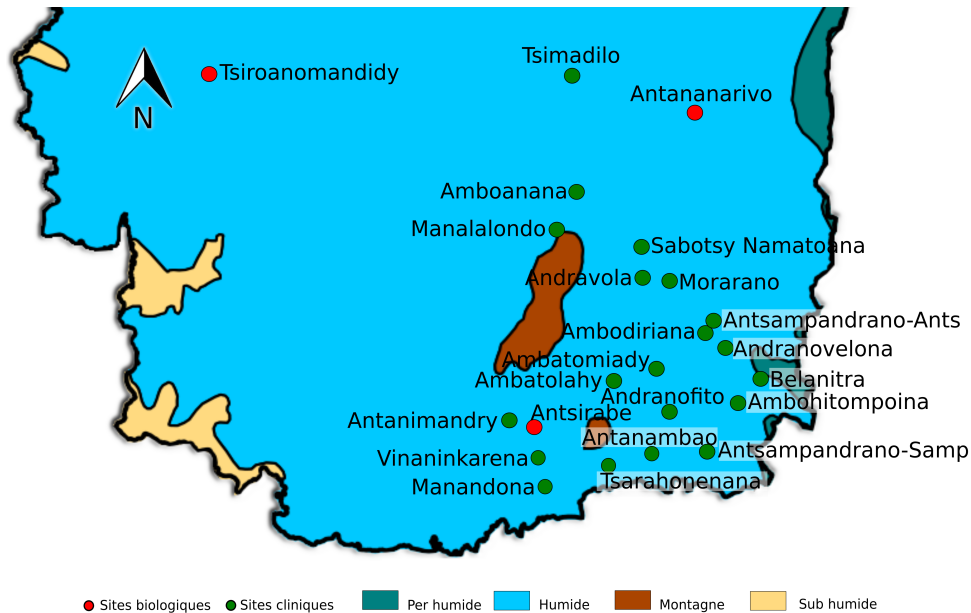 Tsimadilo
Tsiroanomandidy
Antananarivo
N
Amboanana
Manalalondo
Sabotsy Namatoana
Andravola
Morarano
Antsampandrano-Ants
Ambodiriana
Andranovelona
Ambatomiady
Ambatolahy
Belanitra
Andranofito
Ambohitompoina
Antsirabe
Antanimandry
Antanambao
Antsampandrano-Samp
Vinaninkarena
Tsarahonenana
Manandona
Sites biologiques
Sites cliniques
Per humide
Humide
Montagne
Sub humide